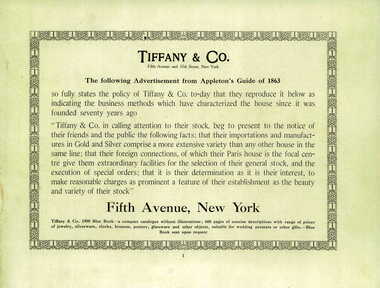 TIFFANY & CO.
Fifth Avenue and 37th Street, New York
The following Advertisement from Appleton's Guide of 1863
so fully states the policy of Tiffany & Co. to-day that they reproduce it below as
indicating the business methods which have characterized the house since it was
founded seventy years ago
"Tiffany & Co. in calling attention to their stock, beg to present to the notice of
their friends and the public the following facts; that their importations and manufact-
ures in Gold and Silver comprise a more extensive variety than any other house in the
same line; that their foreign connections, of which their Paris house is the focal cen-
tre give them extraordinary facilities for the selection of their general stock, and the
execution of special orders; that it is their determination as it is their interest, to
make reasonable charges as prominent a feature of their establishment as the beauty
and variety of their stock"
Fifth Avenue, New York
Tiffany & Co. 1909 Blue Book—a compact catalogue without illustrations; 666 pages of concise descriptions with range of prices
of jewelry, silverware, clocks, bronzes, pottery, glassware and other objects, suitable for wedding presents or other gifts.—Blue
Book sent upon request
1